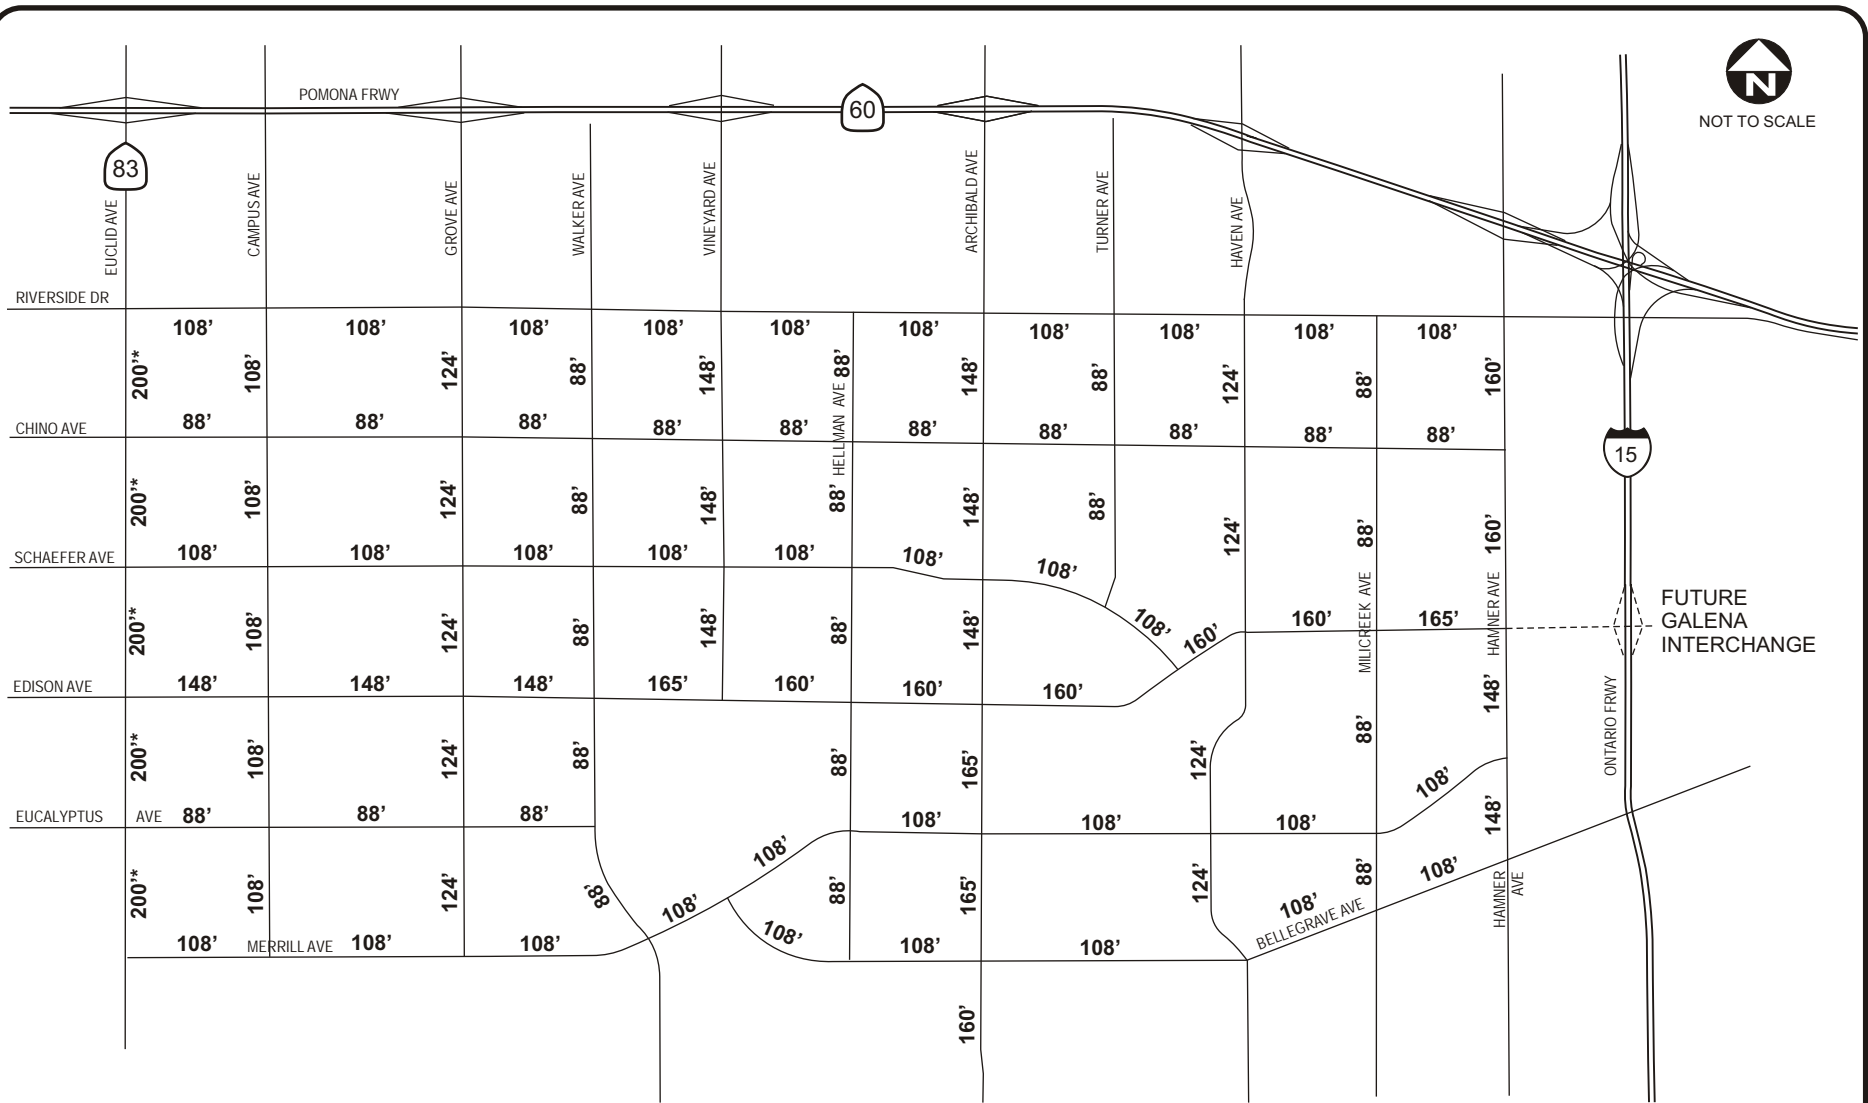 POMONA FRWY
60
N
NOT TO SCALE
83
EUCLID AVE
CAMPUS AVE
GROVE AVE
WALKER AVE
VINEYARD AVE
ARCHIBALD AVE
TURNER AVE
HAVEN AVE
RIVERSIDE DR
108' 108' 108' 108' 108' 108' 108' 108' 108' 108'
200'* 108' 124' 88' 148' 88' 148' 88' 124' 88' 160'
HELLMAN AVE
CHINO AVE
88' 88' 88' 88' 88' 88' 88' 88' 88' 88'
15
200'* 108' 124' 88' 148' 88' 148' 88' 124' 88' 160'
SCHAEFER AVE
108' 108' 108' 108' 108' 108' 108' 108'
MILICREEK AVE
HAMNER AVE
FUTURE
GALENA
INTERCHANGE
200'* 108' 124' 88' 148' 88' 148'
160' 160' 165'
EDISON AVE
148' 148' 148' 165' 160' 160' 160'
88' 148'
ONTARIO FRWY
200'* 108' 124' 88' 88' 165' 124'
EUCALYPTUS AVE 88' 88' 88'
108' 108' 108' 108' 108'
148'
200'* 108' 124' 88' 108' 88' 165' 124' 88'
108' 108'
BELLEGRAVE AVE
HAMNER
AVE
108' MERRILL AVE 108' 108' 108' 108' 108' 108'
160'